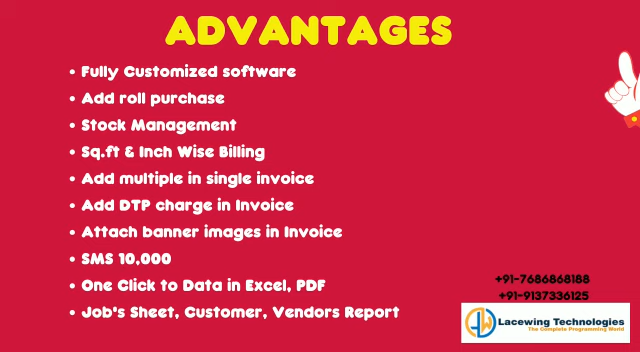 ADVANTAGES
• Fully Customized software
• Add roll purchase
• Stock Management
• Sq.ft & Inch Wise Billing
• Add multiple in single invoice
• Add DTP charge in Invoice
• Attach banner images in Invoice
• SMS 10,000
• One Click to Data in Excel, PDF
• Job's Sheet, Customer, Vendors Report
+91-7686868188
+91-9137336125
Lacewing Technologies
The Complete Programming World